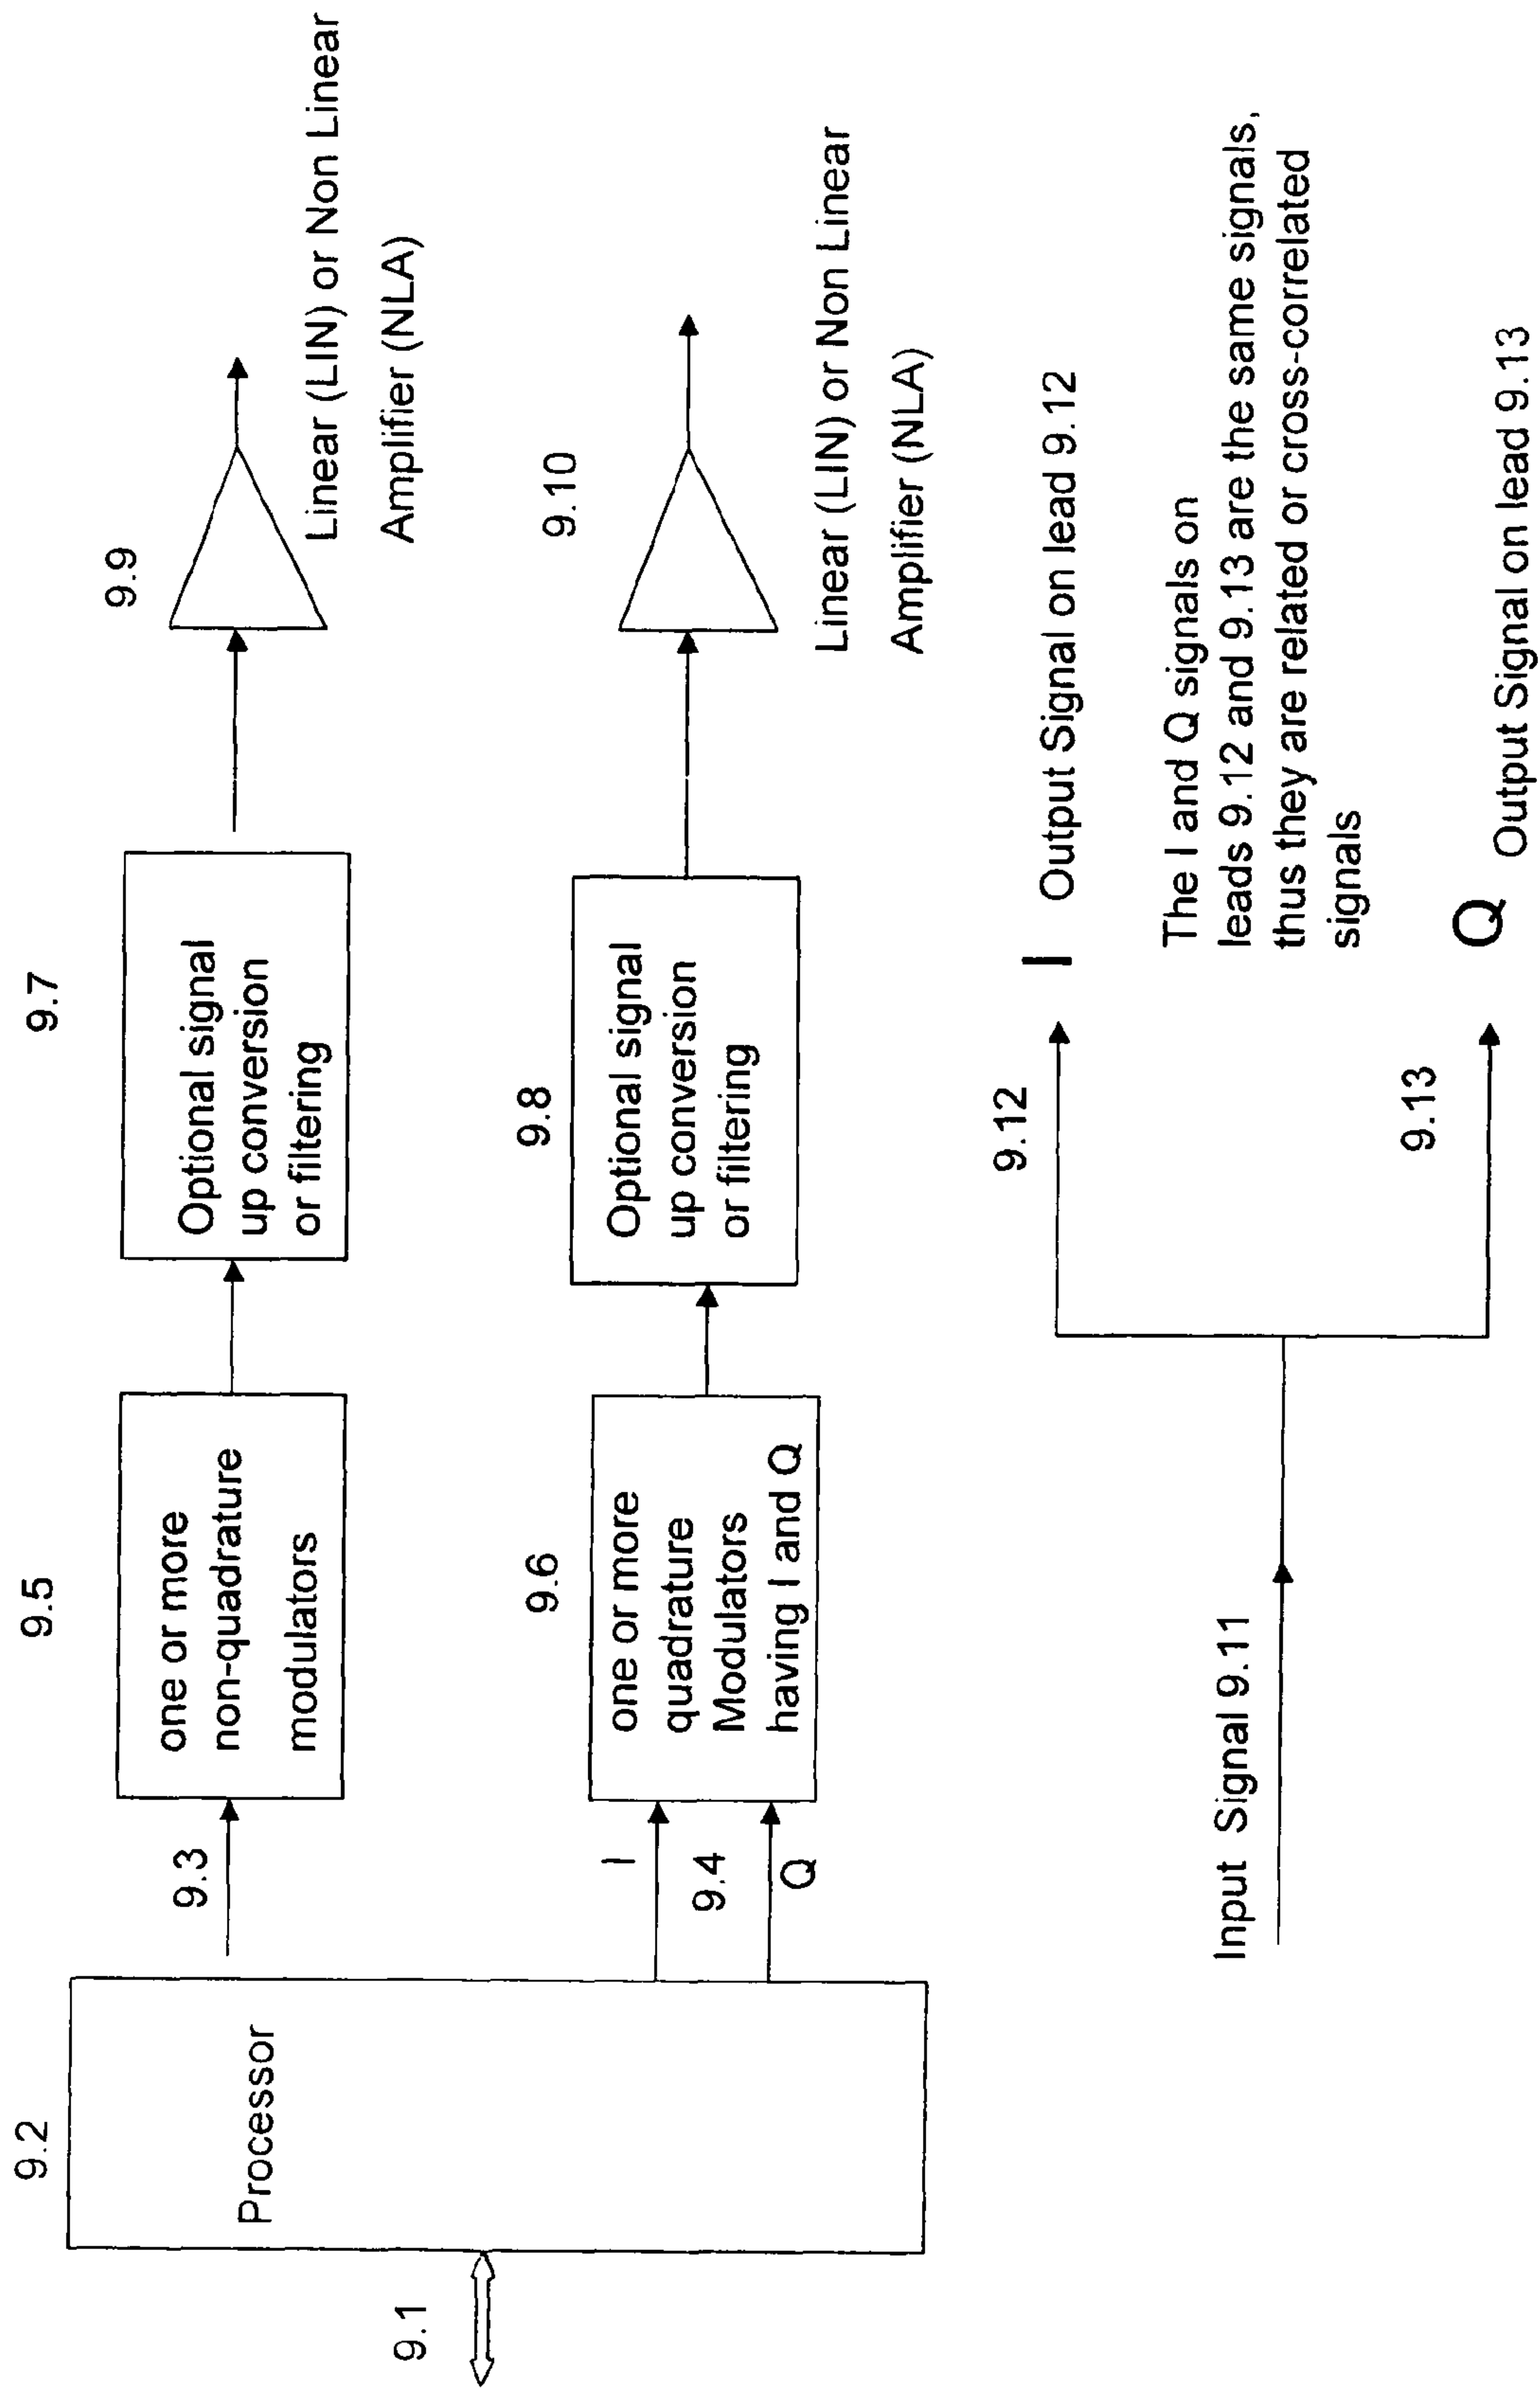 9.2
Processor
9.1
9.3
9.5
one or more
non-quadrature
modulators
9.7
Optional signal
up conversion
or filtering
9.9
Linear (LIN) or Non Linear
Amplifier (NLA)
I
9.4
Q
9.6
one or more
quadrature
Modulators
having I and Q
9.8
Optional signal
up conversion
or filtering
9.10
Linear (LIN) or Non Linear
Amplifier (NLA)
Input Signal 9.11
9.12
I Output Signal on lead 9.12
The I and Q signals on
leads 9.12 and 9.13 are the same signals,
thus they are related or cross-correlated
signals
9.13
Q Output Signal on lead 9.13